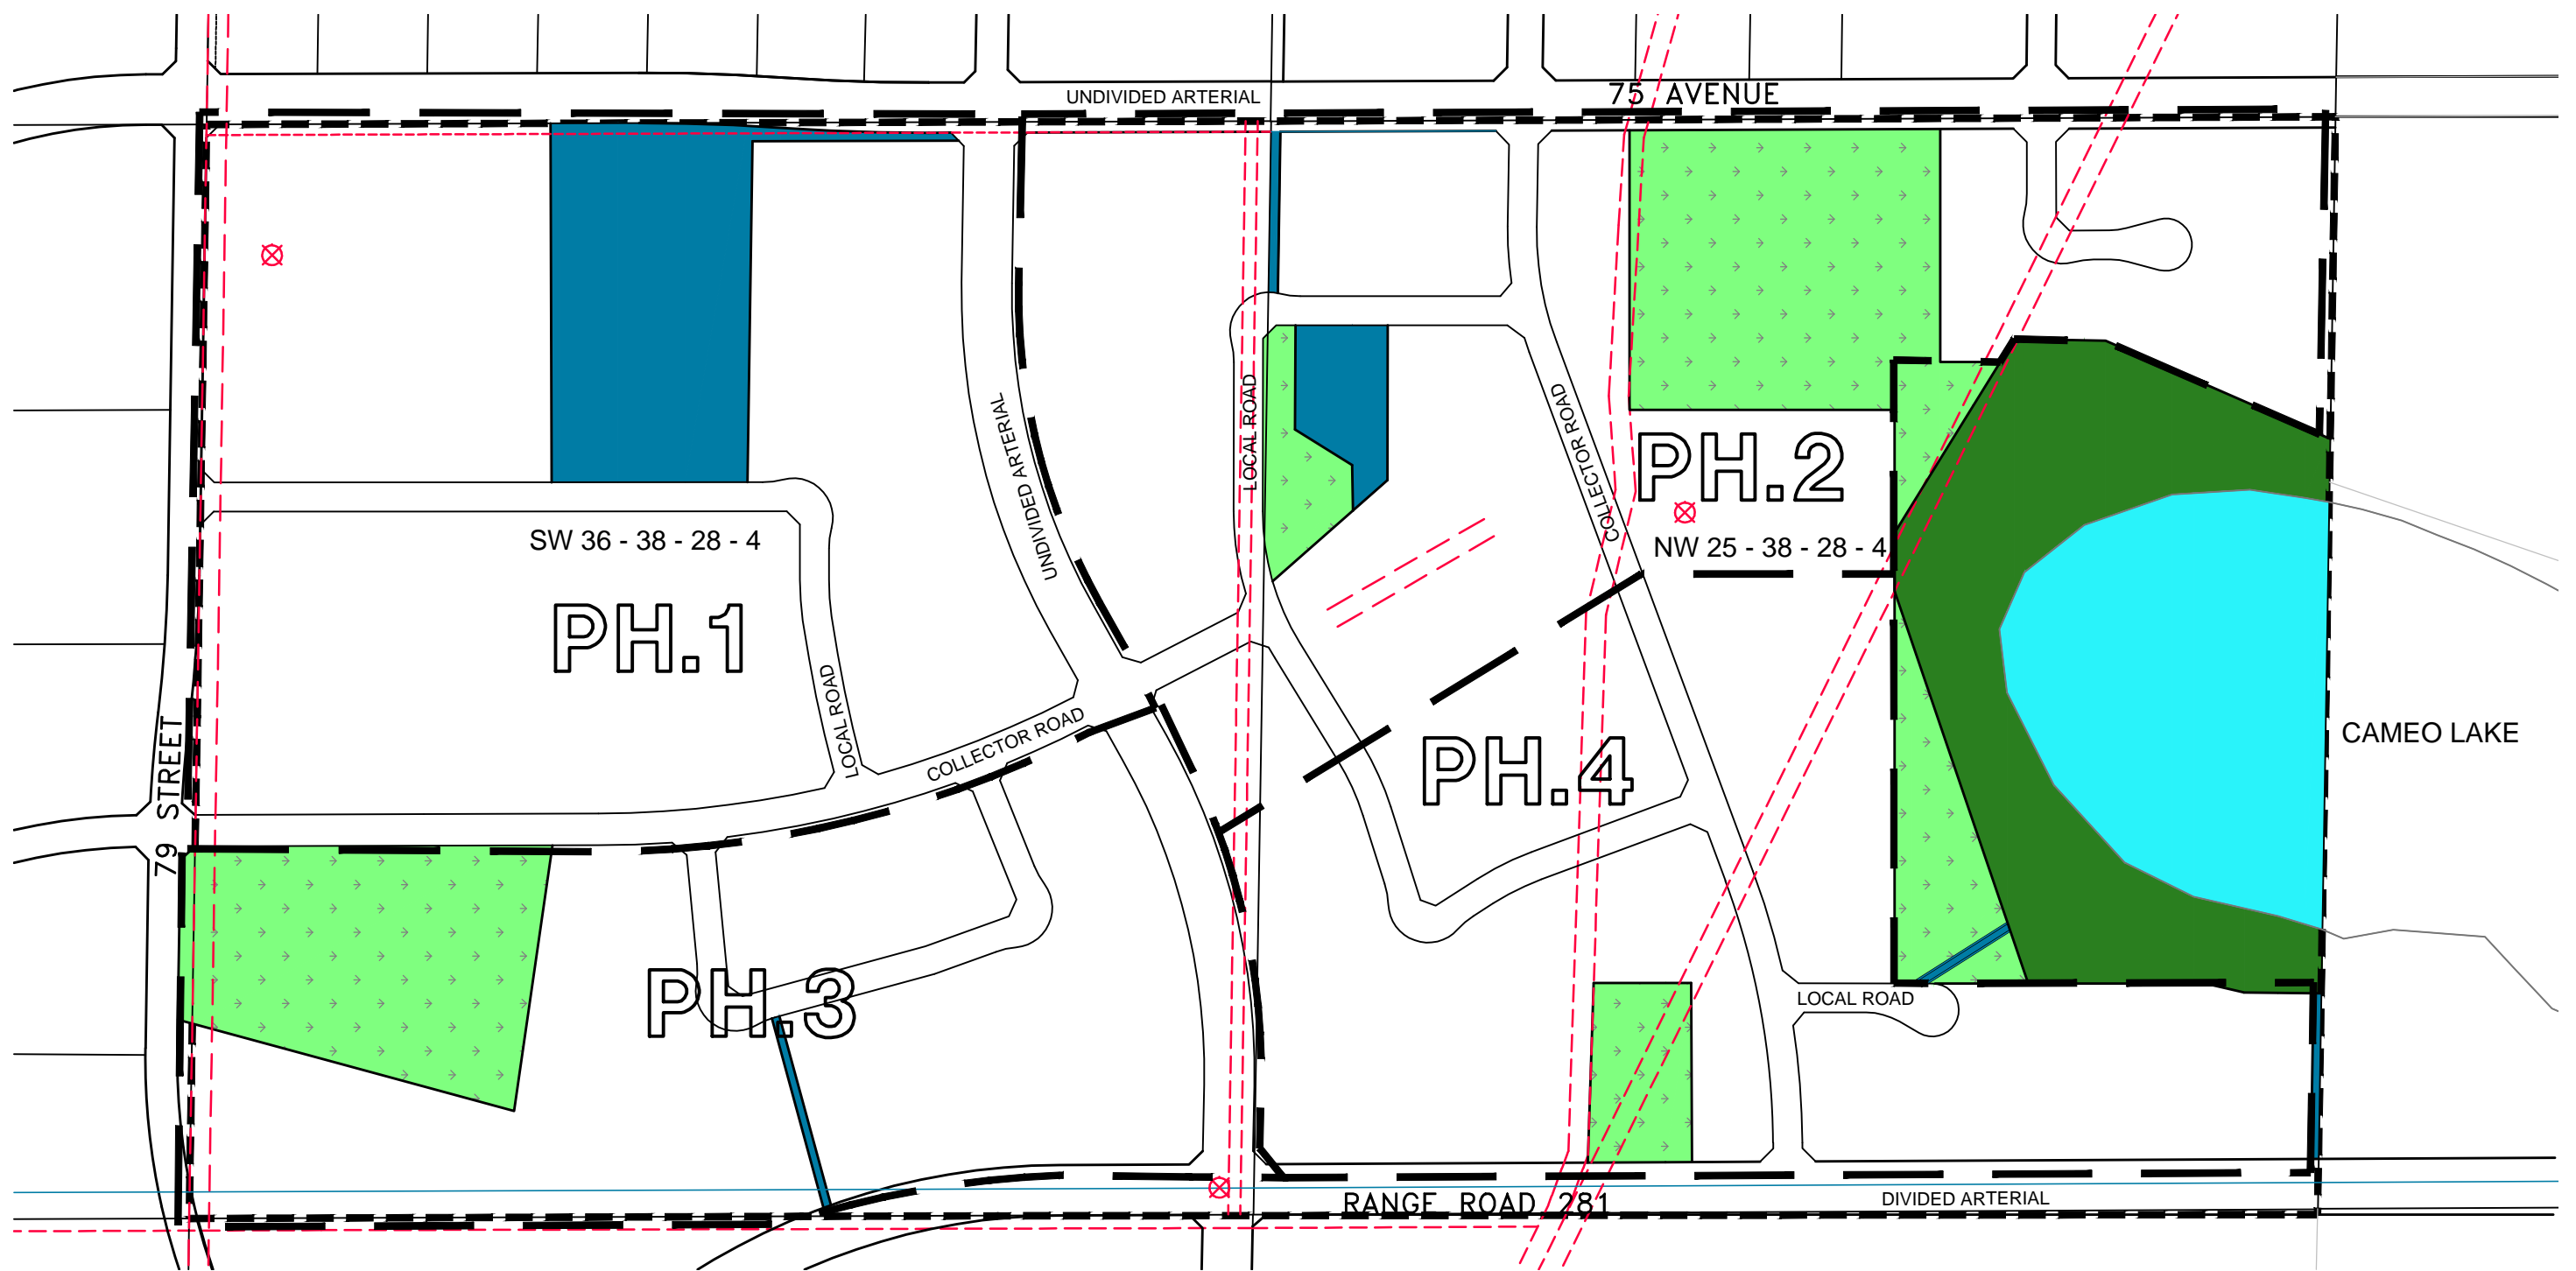 UNDIVIDED ARTERIAL
75 AVENUE
LOCAL ROAD
UNDIVIDED ARTERIAL
COLLECTOR ROAD
PH.2
SW 36 - 38 - 28 - 4
NW 25 - 38 - 28 - 4
PH.1
LOCAL ROAD
COLLECTOR ROAD
79 STREET
CAMEO LAKE
PH.4
PH.3
LOCAL ROAD
RANGE ROAD 281
DIVIDED ARTERIAL